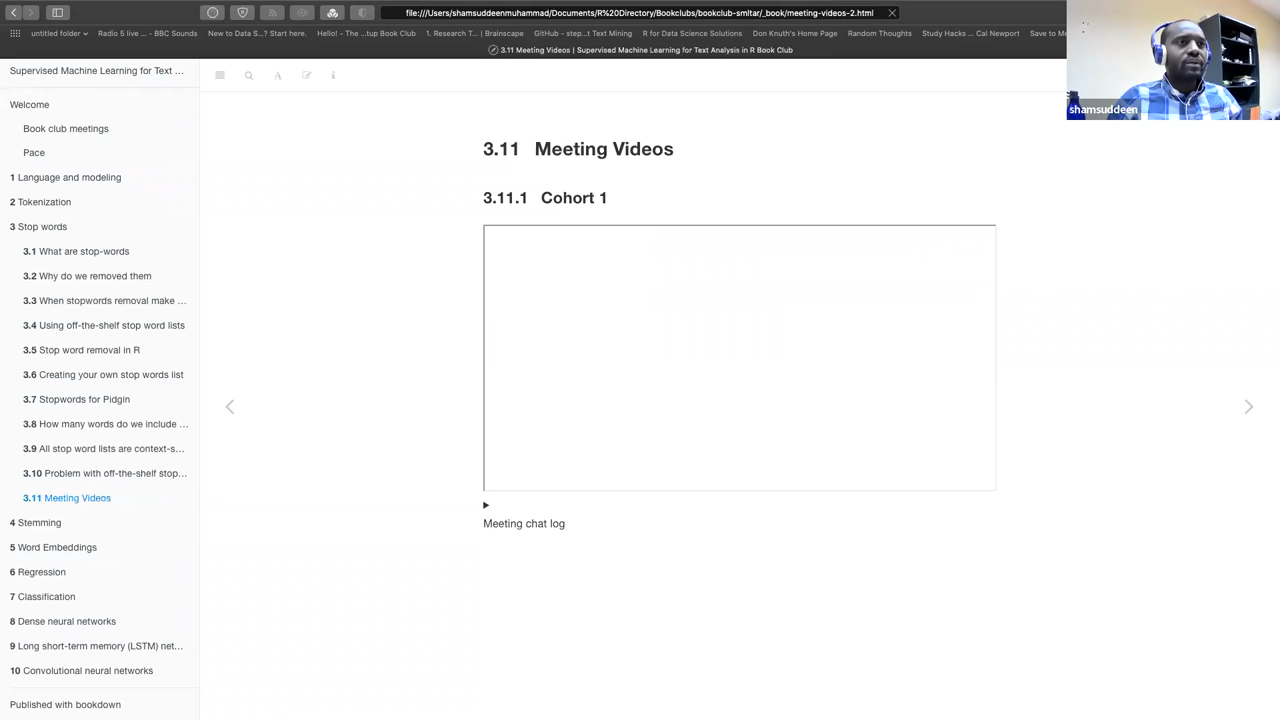 file:///Users/shamsuddeenmuhammad/Documents/R%20Directory/Bookclubs/bookclub-smltar/_book/meeting-videos-2.html
untitled folder
Radio 5 live ... - BBC Sounds
New to Data S...? Start here.
Hello! - The ...tup Book Club
1. Research T... | Brainscape
GitHub - step...t Text Mining
R for Data Science Solutions
Don Knuth's Home Page
Random Thoughts
Study Hacks ... Cal Newport
Save to Me
3.11 Meeting Videos | Supervised Machine Learning for Text Analysis in R Book Club
shamsuddeen
Supervised Machine Learning for Text ...
Welcome
Book club meetings
Pace
1 Language and modeling
2 Tokenization
3 Stop words
3.1 What are stop-words
3.2 Why do we removed them
3.3 When stopwords removal make ...
3.4 Using off-the-shelf stop word lists
3.5 Stop word removal in R
3.6 Creating your own stop words list
3.7 Stopwords for Pidgin
3.8 How many words do we include ...
3.9 All stop word lists are context-s...
3.10 Problem with off-the-shelf stop...
3.11 Meeting Videos
4 Stemming
5 Word Embeddings
6 Regression
7 Classification
8 Dense neural networks
9 Long short-term memory (LSTM) net...
10 Convolutional neural networks
Published with bookdown
3.11 Meeting Videos
3.11.1 Cohort 1
Meeting chat log